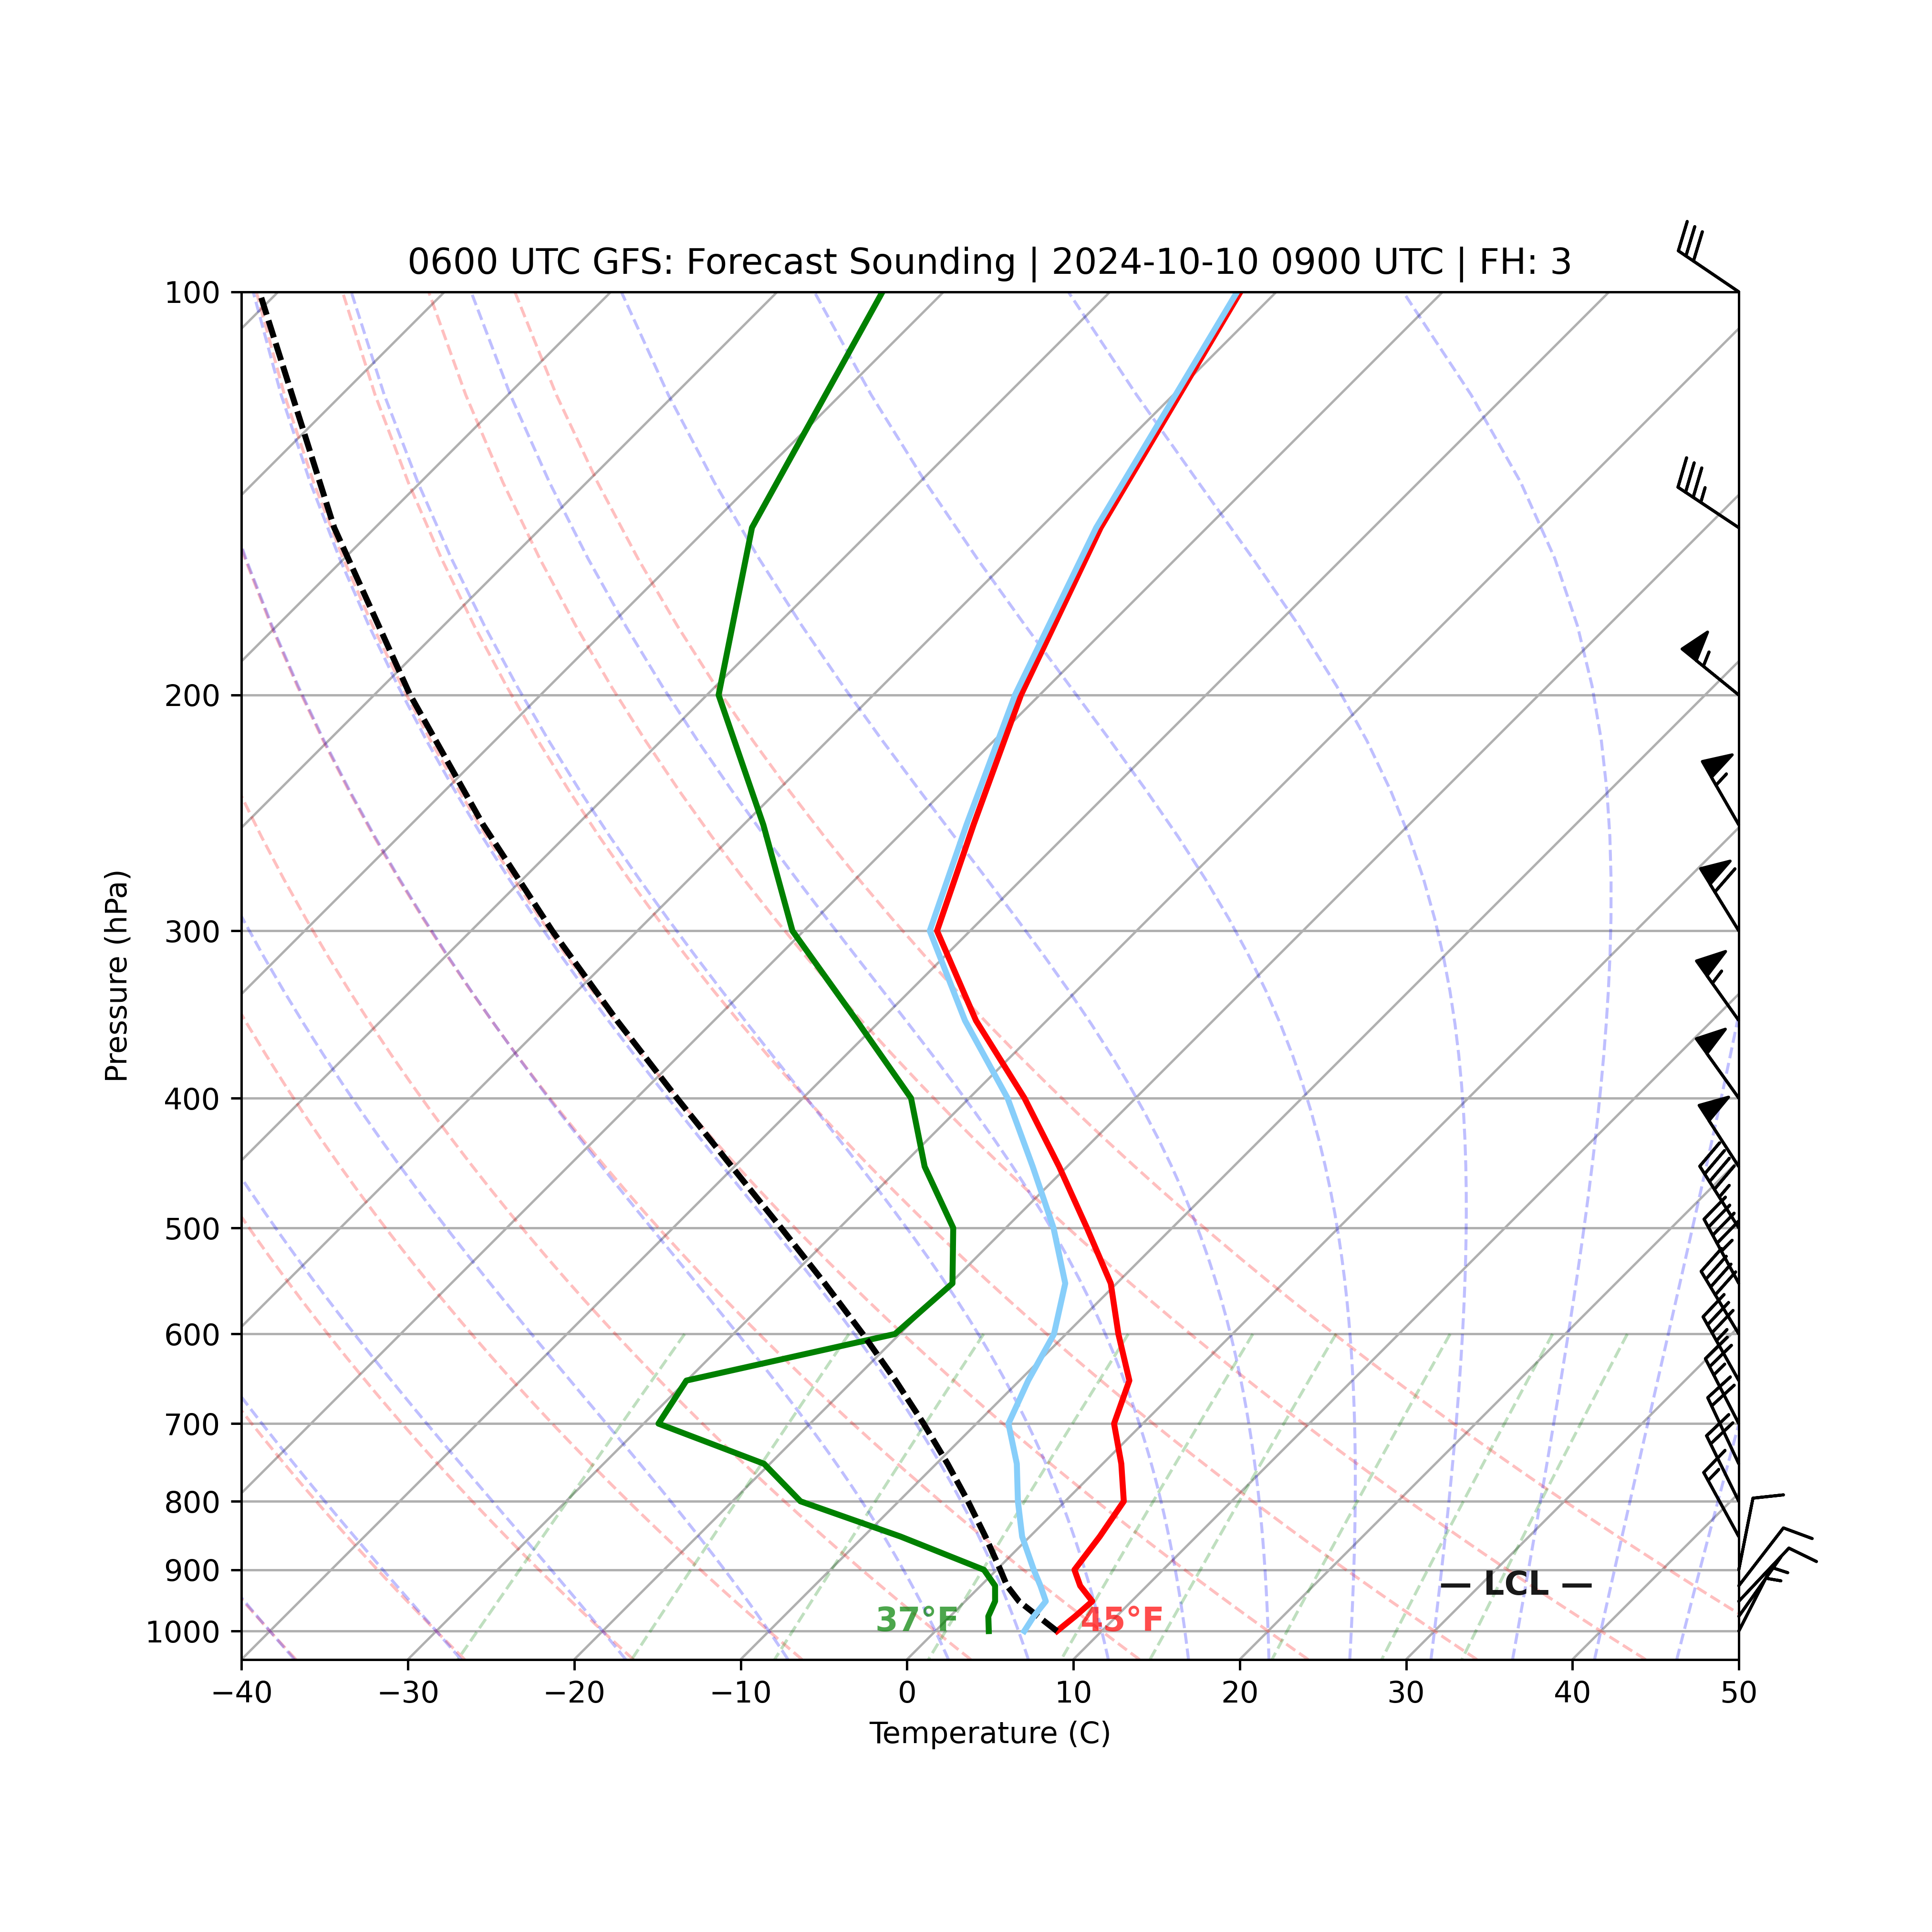 0600 UTC GFS: Forecast Sounding | 2024-10-10 0900 UTC | FH: 3
100
200
300
400
500
600
700
800
900
1000
Pressure (hPa)
— LCL —
37°F
45°F
−40 −30 −20 −10 0 10 20 30 40 50
Temperature (C)